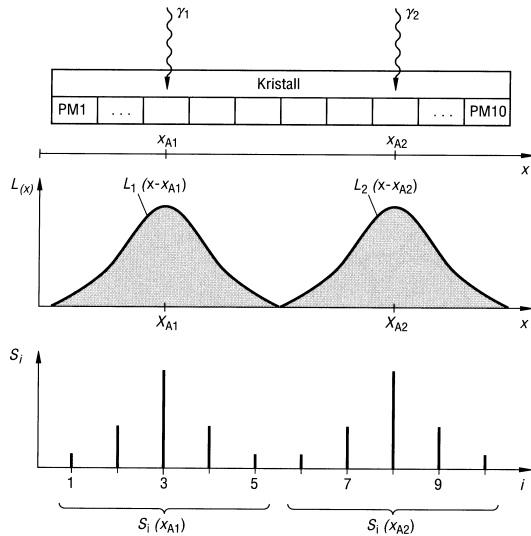 γ1 γ2
Kristall
PM1 ... ... PM10
xA1 xA2 x
L(x) L1 (x-xA1) L2 (x-xA2)
XA1 XA2 x
Si
1 3 5 7 9 i
Si (xA1) Si (xA2)